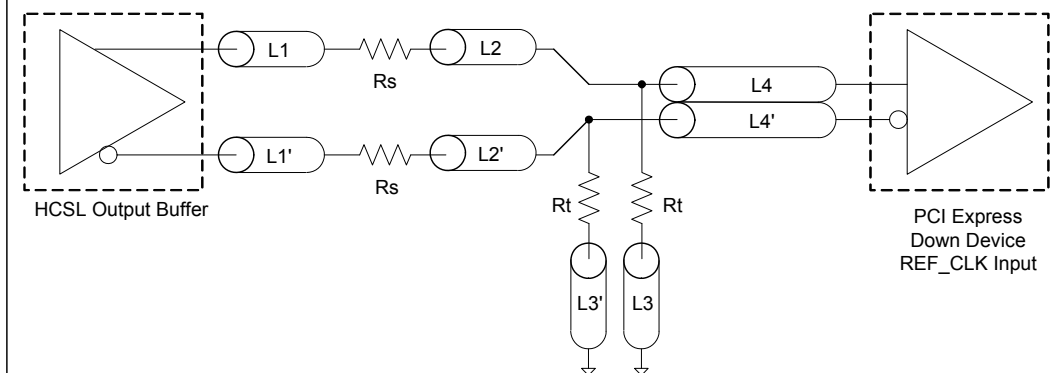 L1
Rs
L2
L4
L4'
L1'
Rs
L2'
HCSL Output Buffer
Rt
Rt
L3'
L3
PCI Express
Down Device
REF_CLK Input